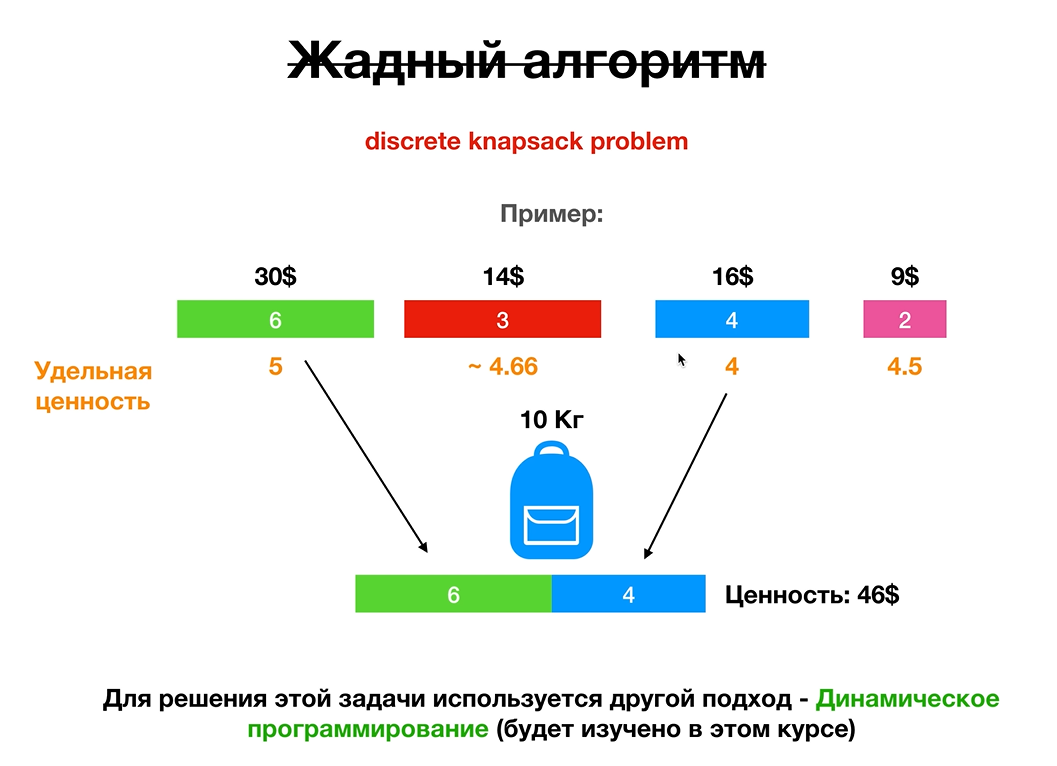 Жадный алгоритм
discrete knapsack problem
Пример:
30$ 14$ 16$ 9$
6 3 4 2
Удельная
ценность
5 ~ 4.66 4 4.5
10 Кг
6 4 Ценность: 46$
Для решения этой задачи используется другой подход - Динамическое
программирование (будет изучено в этом курсе)